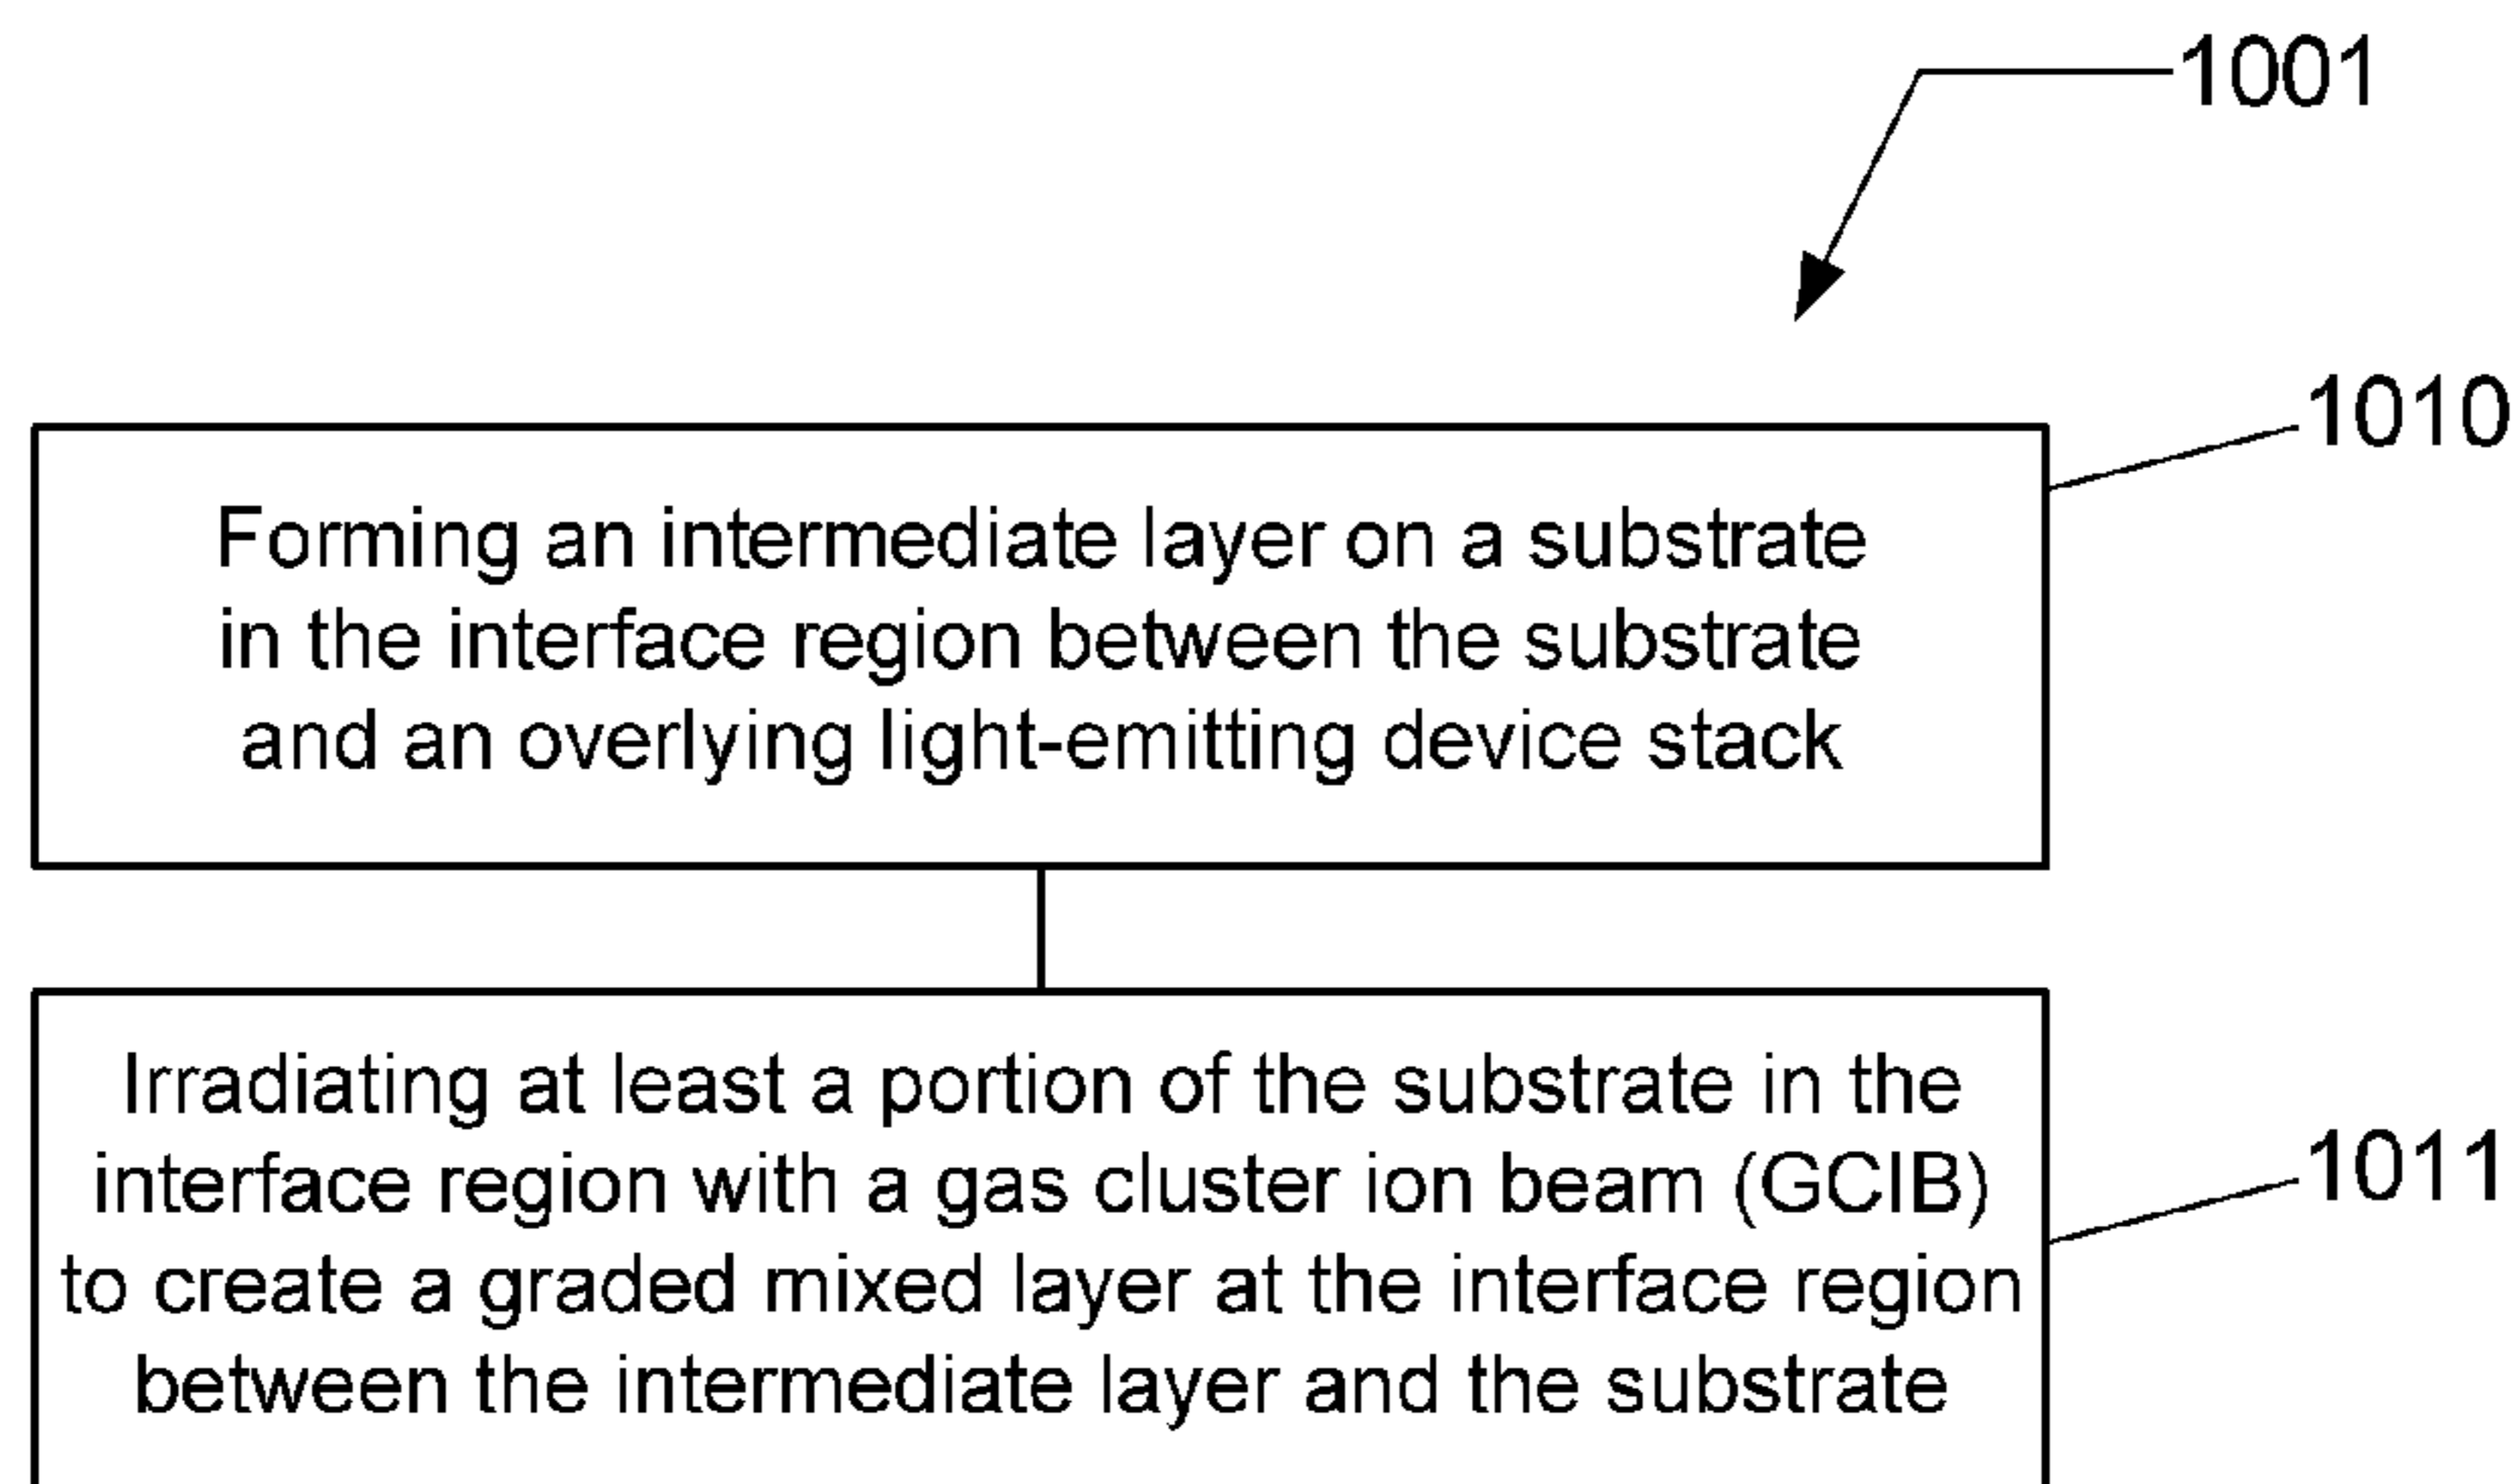 1001
1010
Forming an intermediate layer on a substrate
in the interface region between the substrate
and an overlying light-emitting device stack
Irradiating at least a portion of the substrate in the
interface region with a gas cluster ion beam (GCIB)
to create a graded mixed layer at the interface region
between the intermediate layer and the substrate
1011